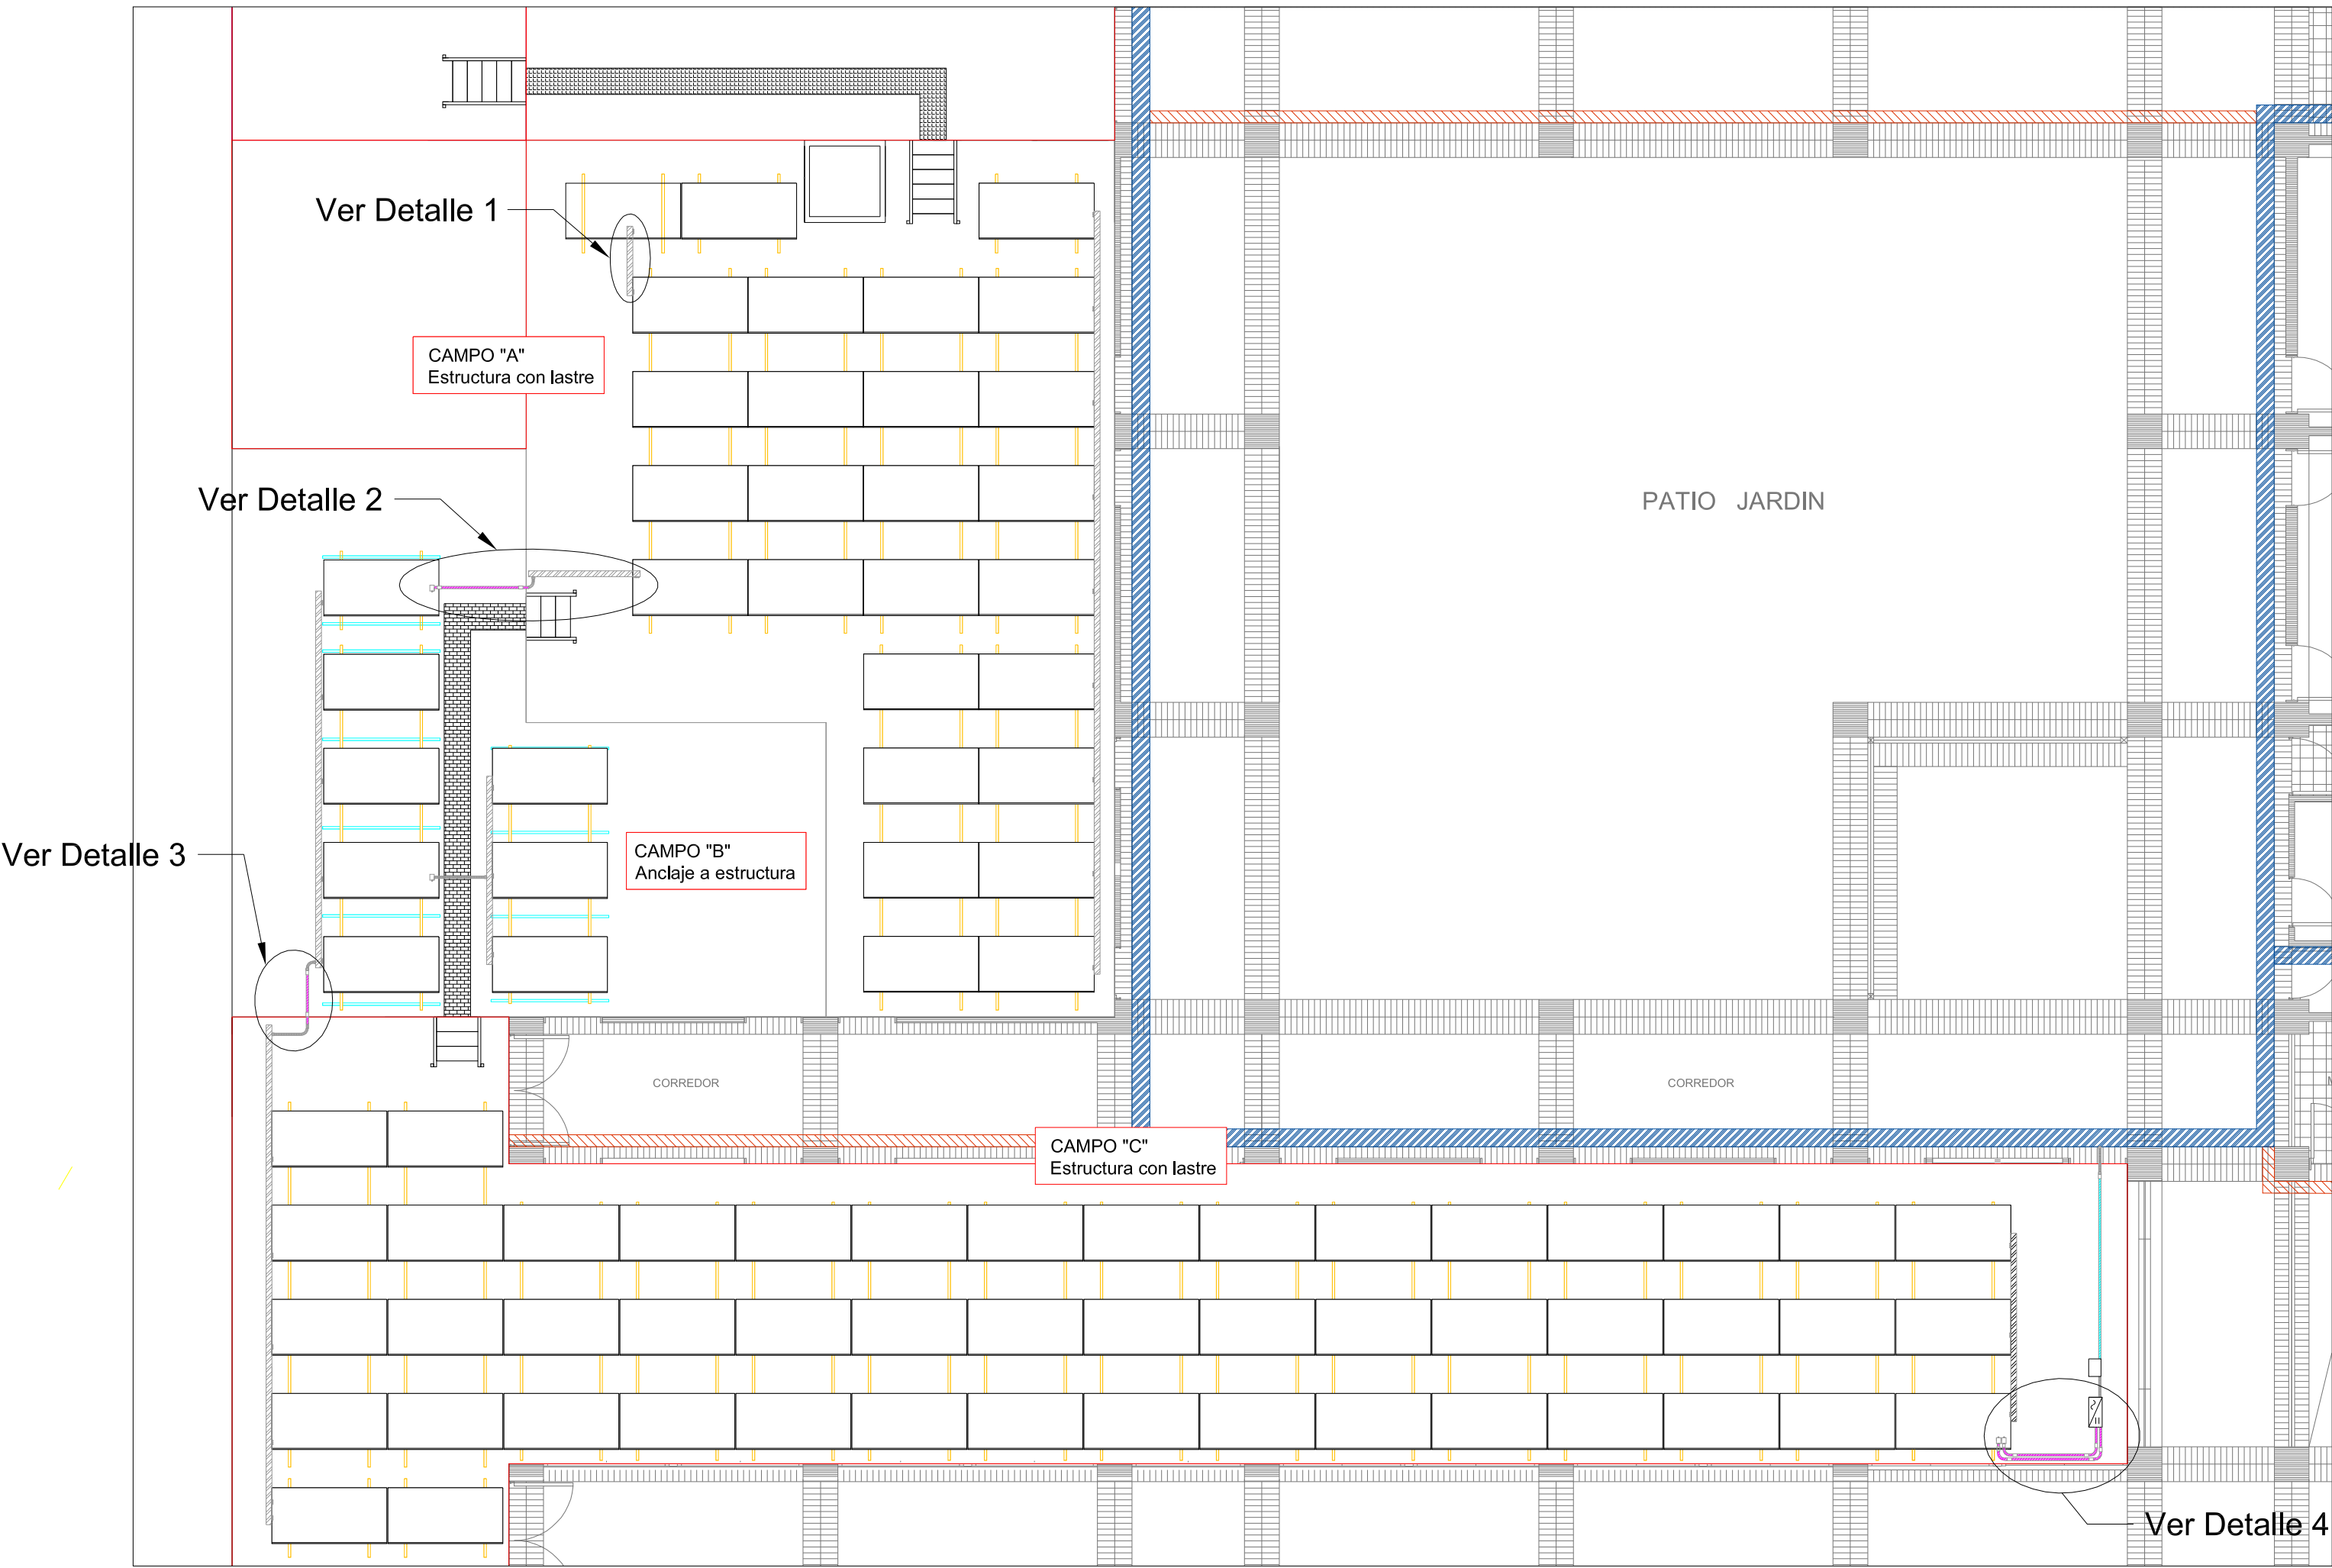 Ver Detalle 1
CAMPO "A"
Estructura con lastre
Ver Detalle 2
PATIO JARDIN
Ver Detalle 3
CAMPO "B"
Anclaje a estructura
CORREDOR
CORREDOR
CAMPO "C"
Estructura con lastre
Ver Detalle 4